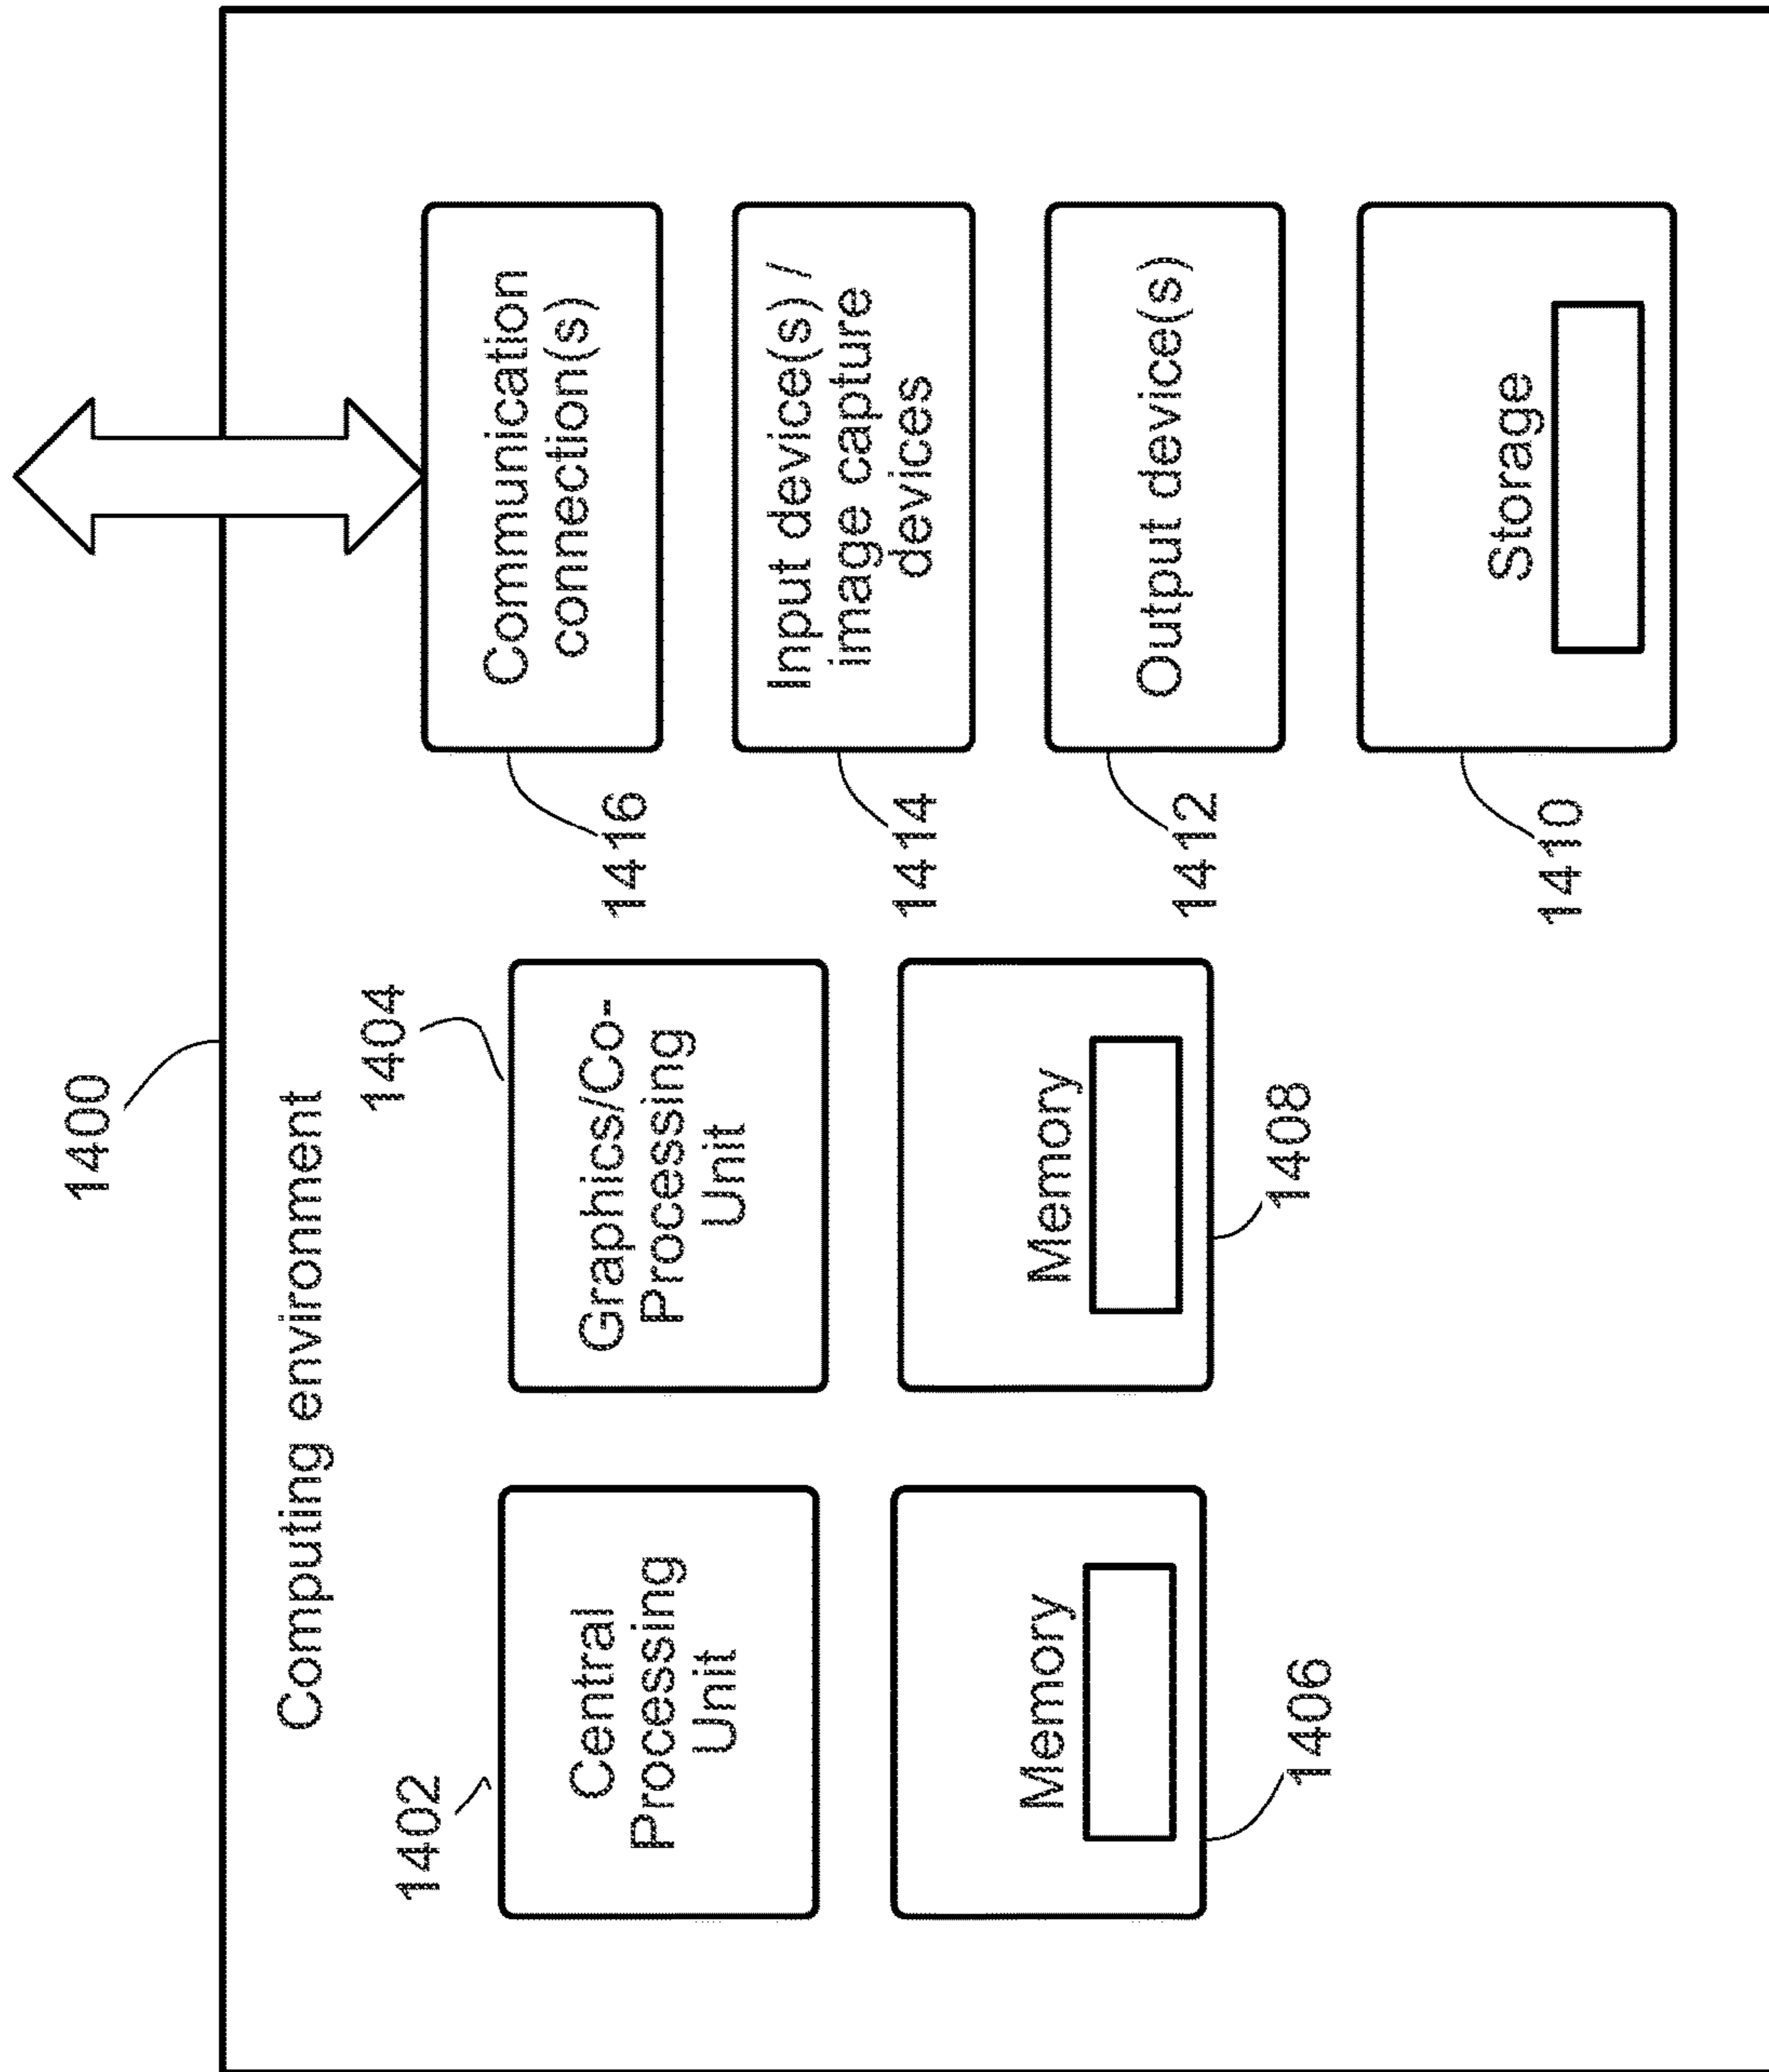 1400
Computing environment
1402
Central
Processing
Unit
1404
Graphics/Co-
Processing
Unit
Memory
1406
Memory
1408
Communication
connection(s)
1416
Input device(s) /
image capture
devices
1414
Output device(s)
1412
Storage
1410